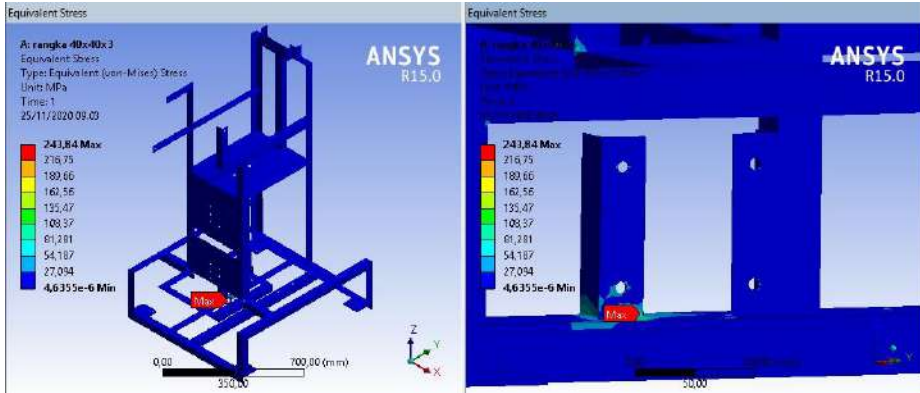 Equivalent Stress
A: rangka 40x40x3
Equivalent Stress
Type: Equivalent (von-Mises) Stress
Unit: MPa
Time: 1
25/11/2020 09.03
ANSYS
R15.0
243,84 Max
216,75
189,66
162,56
135,47
108,37
81,281
54,187
27,094
4,6355e-6 Min
Max
0,00
700,00 (mm)
350,00
Z
Y
X
Equivalent Stress
A: rangka 40x40x3
Equivalent Stress
ANSYS
R15.0
243,84 Max
216,75
189,66
162,56
135,47
108,37
81,281
54,187
27,094
4,6355e-6 Min
Max
50,00